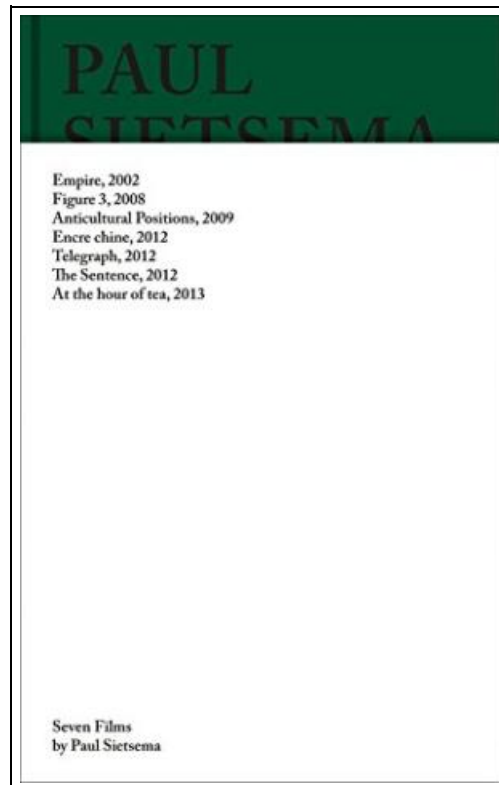 PAUL
SIETSEMA
Empire, 2002
Figure 3, 2008
Anticultural Positions, 2009
Encre chine, 2012
Telegraph, 2012
The Sentence, 2012
At the hour of tea, 2013
Seven Films
by Paul Sietsema